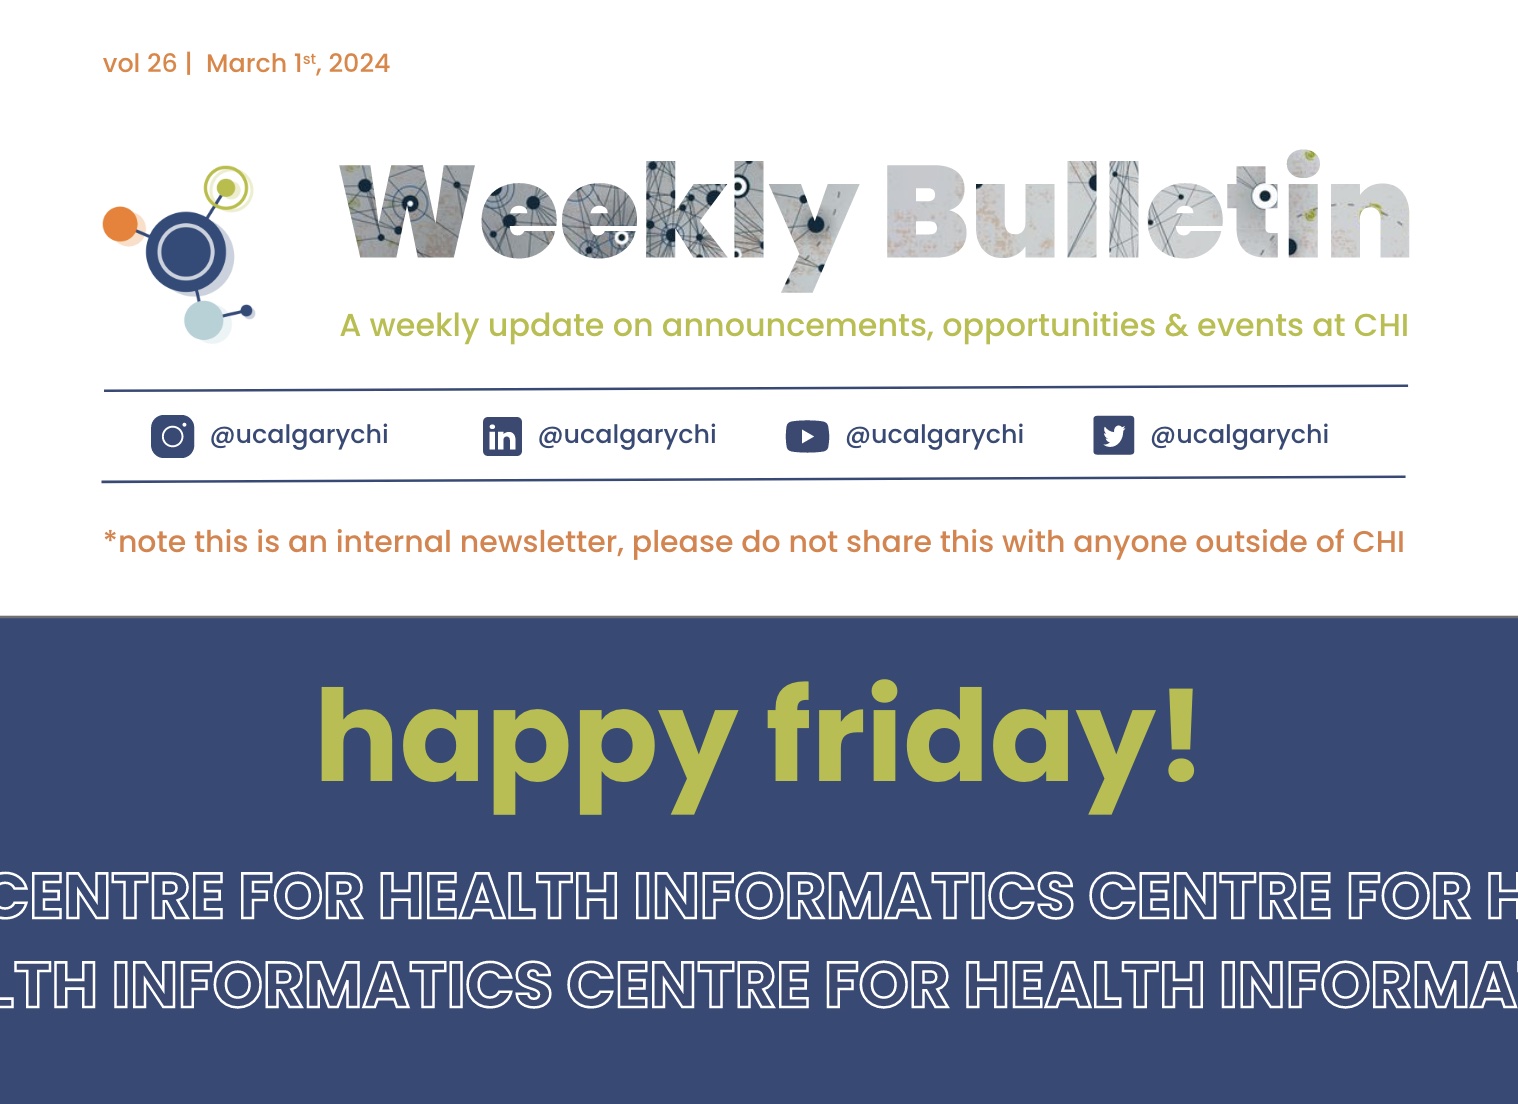 vol 26 | March 1st, 2024
Weekly Bulletin
A weekly update on announcements, opportunities & events at CHI
@ucalgarychi @ucalgarychi @ucalgarychi @ucalgarychi
*note this is an internal newsletter, please do not share this with anyone outside of CHI
happy friday!
CENTRE FOR HEALTH INFORMATICS CENTRE FOR H
LTH INFORMATICS CENTRE FOR HEALTH INFORMA